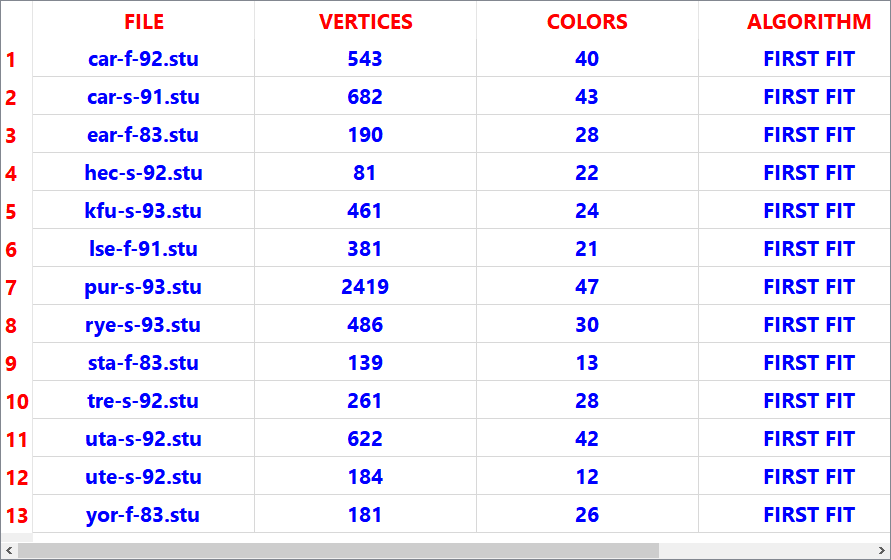 FILE VERTICES COLORS ALGORITHM
1 car-f-92.stu 543 40 FIRST FIT
2 car-s-91.stu 682 43 FIRST FIT
3 ear-f-83.stu 190 28 FIRST FIT
4 hec-s-92.stu 81 22 FIRST FIT
5 kfu-s-93.stu 461 24 FIRST FIT
6 lse-f-91.stu 381 21 FIRST FIT
7 pur-s-93.stu 2419 47 FIRST FIT
8 rye-s-93.stu 486 30 FIRST FIT
9 sta-f-83.stu 139 13 FIRST FIT
10 tre-s-92.stu 261 28 FIRST FIT
11 uta-s-92.stu 622 42 FIRST FIT
12 ute-s-92.stu 184 12 FIRST FIT
13 yor-f-83.stu 181 26 FIRST FIT